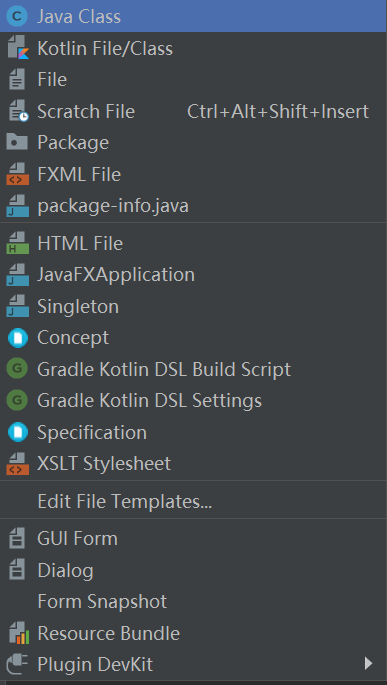 Java Class
Kotlin File/Class
File
Scratch File Ctrl+Alt+Shift+Insert
Package
FXML File
package-info.java
HTML File
JavaFXApplication
Singleton
Concept
Gradle Kotlin DSL Build Script
Gradle Kotlin DSL Settings
Specification
XSLT Stylesheet
Edit File Templates...
GUI Form
Dialog
Form Snapshot
Resource Bundle
Plugin DevKit